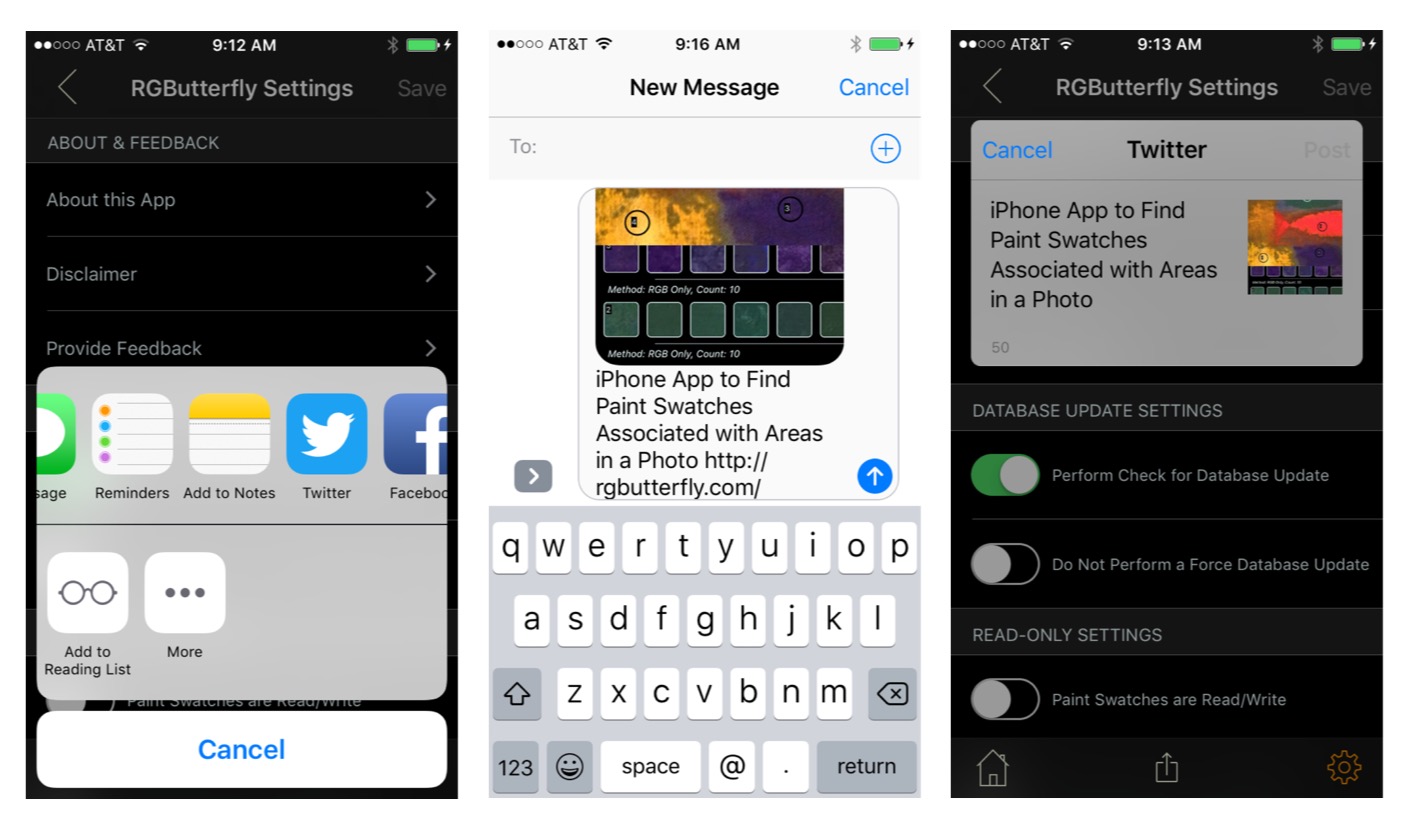 AT&T 9:12 AM
RGButterfly Settings Save
ABOUT & FEEDBACK
About this App
Disclaimer
Provide Feedback
sage Reminders Add to Notes Twitter Faceboo
Add to
Reading List
More
Paint Swatches are Read/Write
Cancel
AT&T 9:16 AM
New Message Cancel
To:
4 3
Method: RGB Only, Count: 10
2
Method: RGB Only, Count: 10
iPhone App to Find
Paint Swatches
Associated with Areas
in a Photo http://
rgbutterfly.com/
q w e r t y u i o p
a s d f g h j k l
z x c v b n m
123 space @ . return
AT&T 9:13 AM
RGButterfly Settings Save
Cancel Twitter Post
iPhone App to Find
Paint Swatches
Associated with Areas
in a Photo
50
DATABASE UPDATE SETTINGS
Perform Check for Database Update
Do Not Perform a Force Database Update
READ-ONLY SETTINGS
Paint Swatches are Read/Write